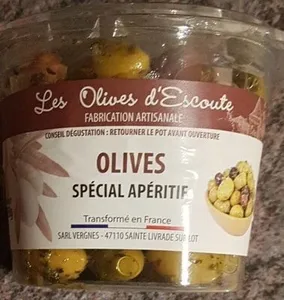 Les Olives d'Escoute
FABRICATION ARTISANALE
CONSEIL DÉGUSTATION : RETOURNER LE POT AVANT OUVERTURE
OLIVES
SPÉCIAL APÉRITIF
Transformé en France
SARL VERGNES - 47110 SAINTE LIVRADE SUR LOT